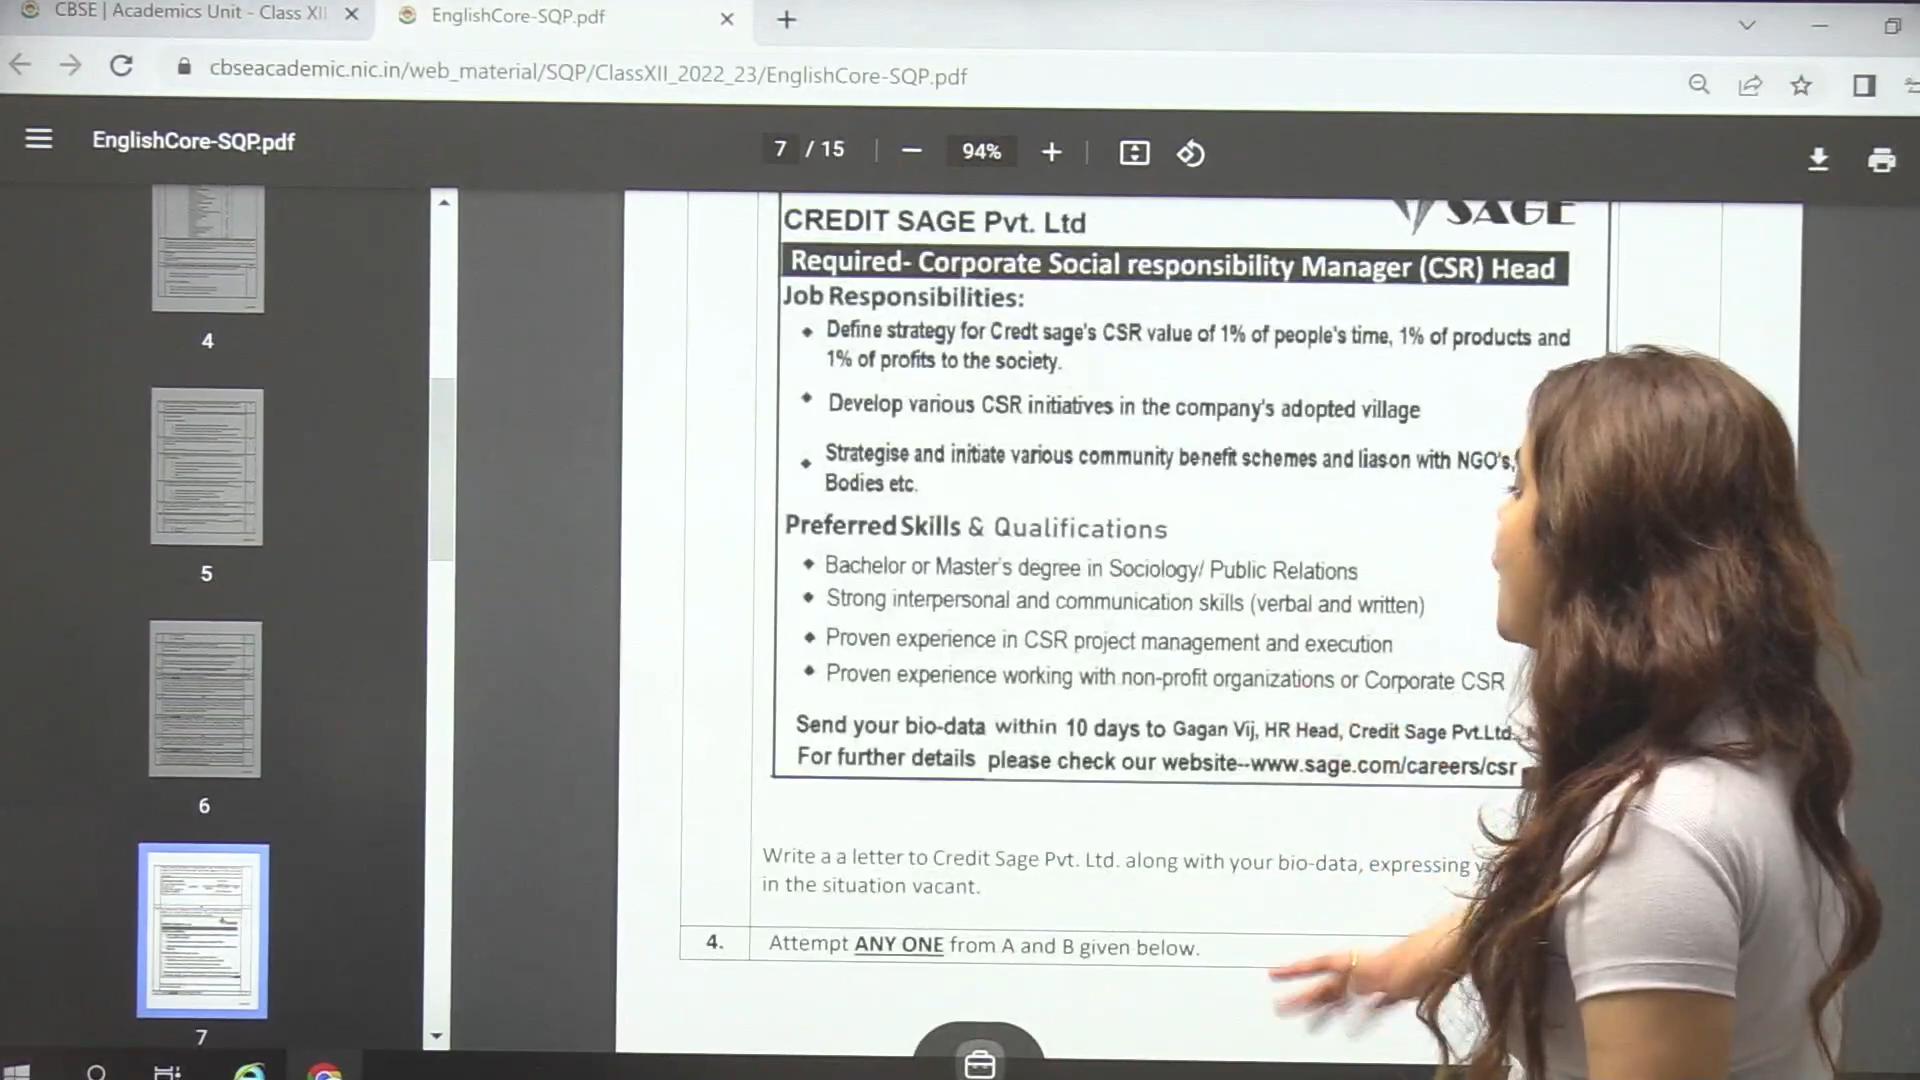 CBSE | Academics Unit - Class XII
EnglishCore-SQP.pdf
cbseacademic.nic.in/web_material/SQP/ClassXII_2022_23/EnglishCore-SQP.pdf
EnglishCore-SQP.pdf
7 / 15
94%
4
5
6
7
SAGE
CREDIT SAGE Pvt. Ltd
Required- Corporate Social responsibility Manager (CSR) Head
Job Responsibilities:
Define strategy for Credt sage's CSR value of 1% of people's time, 1% of products and
1% of profits to the society.
Develop various CSR initiatives in the company's adopted village
Strategise and initiate various community benefit schemes and liason with NGO's,
Bodies etc.
Preferred Skills & Qualifications
Bachelor or Master's degree in Sociology/ Public Relations
Strong interpersonal and communication skills (verbal and written)
Proven experience in CSR project management and execution
Proven experience working with non-profit organizations or Corporate CSR
Send your bio-data within 10 days to Gagan Vij, HR Head, Credit Sage Pvt.Ltd.,
For further details please check our website--www.sage.com/careers/csr
Write a a letter to Credit Sage Pvt. Ltd. along with your bio-data, expressing
in the situation vacant.
4. Attempt ANY ONE from A and B given below.